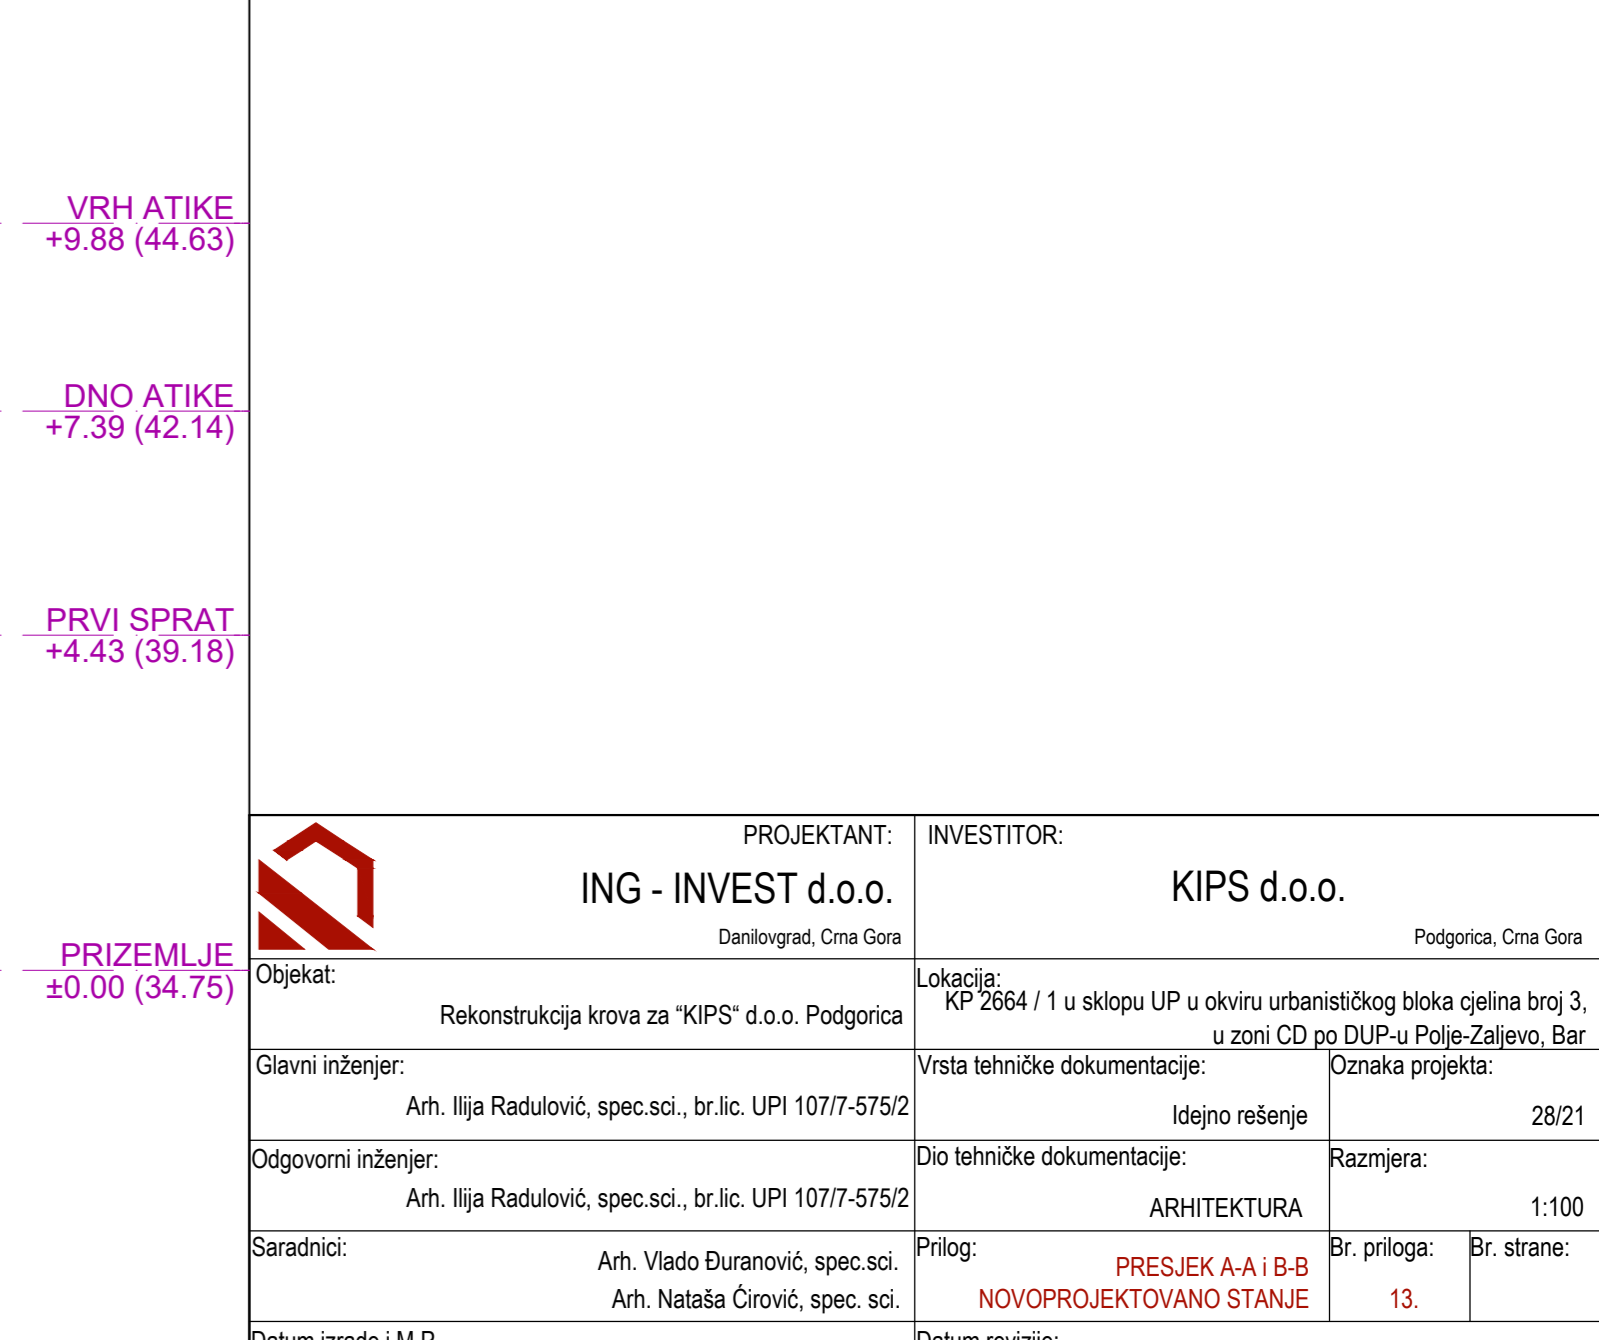 VRH ATIKE
+9.88 (44.63)
DNO ATIKE
+7.39 (42.14)
PRVI SPRAT
+4.43 (39.18)
PRIZEMLJE
±0.00 (34.75)
PROJEKTANT:
ING - INVEST d.o.o.
Danilovgrad, Crna Gora
INVESTITOR:
KIPS d.o.o.
Podgorica, Crna Gora
Objekat:
Rekonstrukcija krova za “KIPS“ d.o.o. Podgorica
Lokacija:
KP 2664 / 1 u sklopu UP u okviru urbanističkog bloka cjelina broj 3,
u zoni CD po DUP-u Polje-Zaljevo, Bar
Glavni inženjer:
Arh. Ilija Radulović, spec.sci., br.lic. UPI 107/7-575/2
Vrsta tehničke dokumentacije:
Idejno rešenje
Oznaka projekta:
28/21
Odgovorni inženjer:
Arh. Ilija Radulović, spec.sci., br.lic. UPI 107/7-575/2
Dio tehničke dokumentacije:
ARHITEKTURA
Razmjera:
1:100
Saradnici:
Arh. Vlado Đuranović, spec.sci.
Arh. Nataša Ćirović, spec. sci.
Prilog:
PRESJEK A-A i B-B
NOVOPROJEKTOVANO STANJE
Br. priloga:
13.
Br. strane:
Datum izrade i M.P.
Datum revizije: